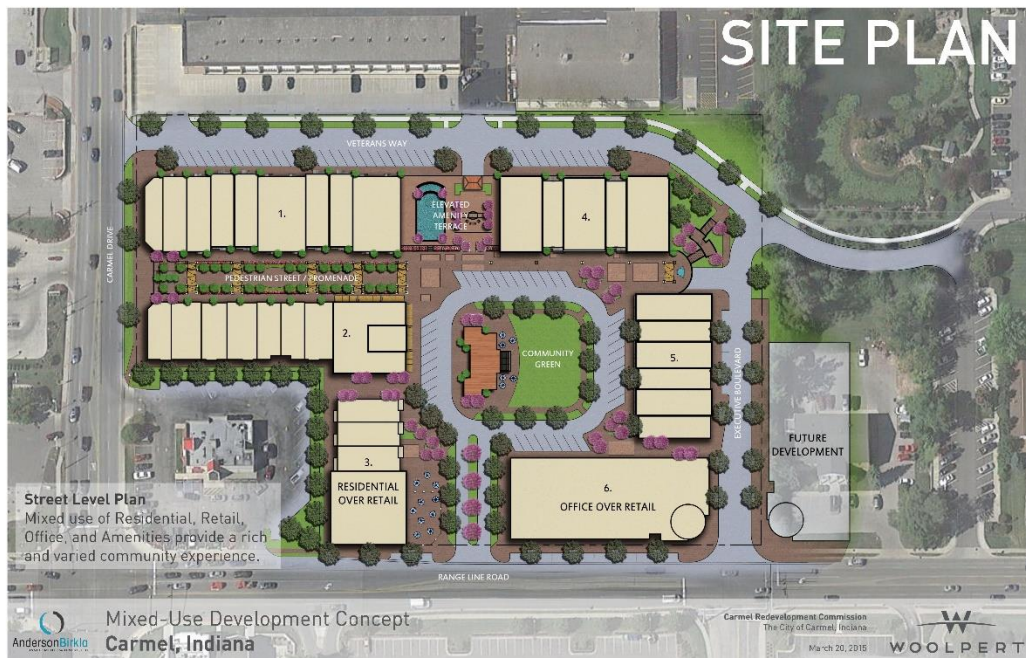 SITE PLAN
VETERANS WAY
CARMEL DRIVE
1.
ELEVATED
AMENITY
TERRACE
4.
PEDESTRIAN STREET / PROMENADE
2.
COMMUNITY
GREEN
5.
EXECUTIVE BOULEVARD
3.
RESIDENTIAL
OVER RETAIL
6.
OFFICE OVER RETAIL
FUTURE
DEVELOPMENT
Street Level Plan
Mixed use of Residential, Retail,
Office, and Amenities provide a rich
and varied community experience.
RANGE LINE ROAD
AndersonBirkla
Mixed-Use Development Concept
Carmel, Indiana
Carmel Redevelopment Commission
The City of Carmel, Indiana
March 20, 2015
WOOLPERT